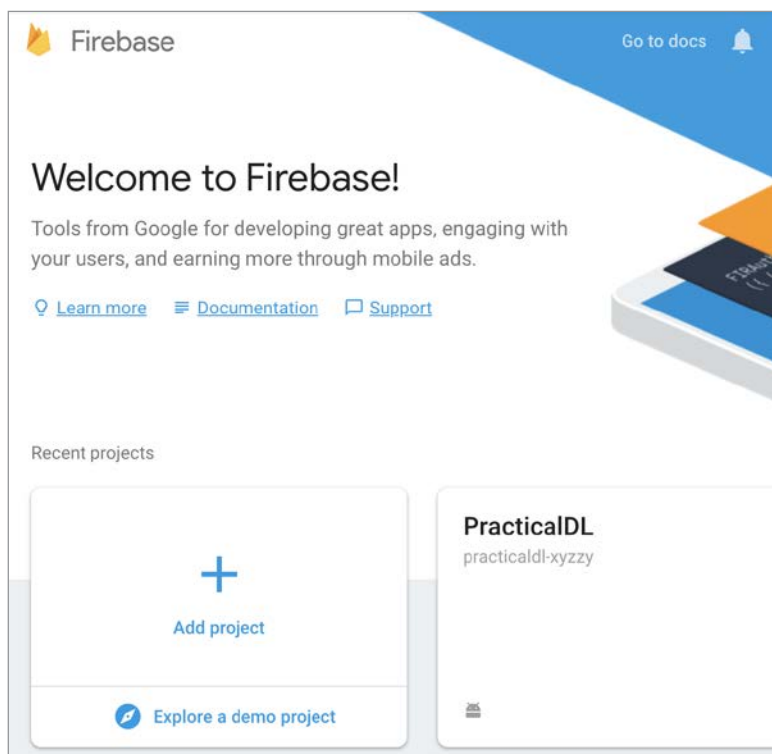 Firebase
Go to docs
Welcome to Firebase!
Tools from Google for developing great apps, engaging with
your users, and earning more through mobile ads.
Learn more Documentation Support
Recent projects
Add project
Explore a demo project
PracticalDL
practicaldl-xyzzy